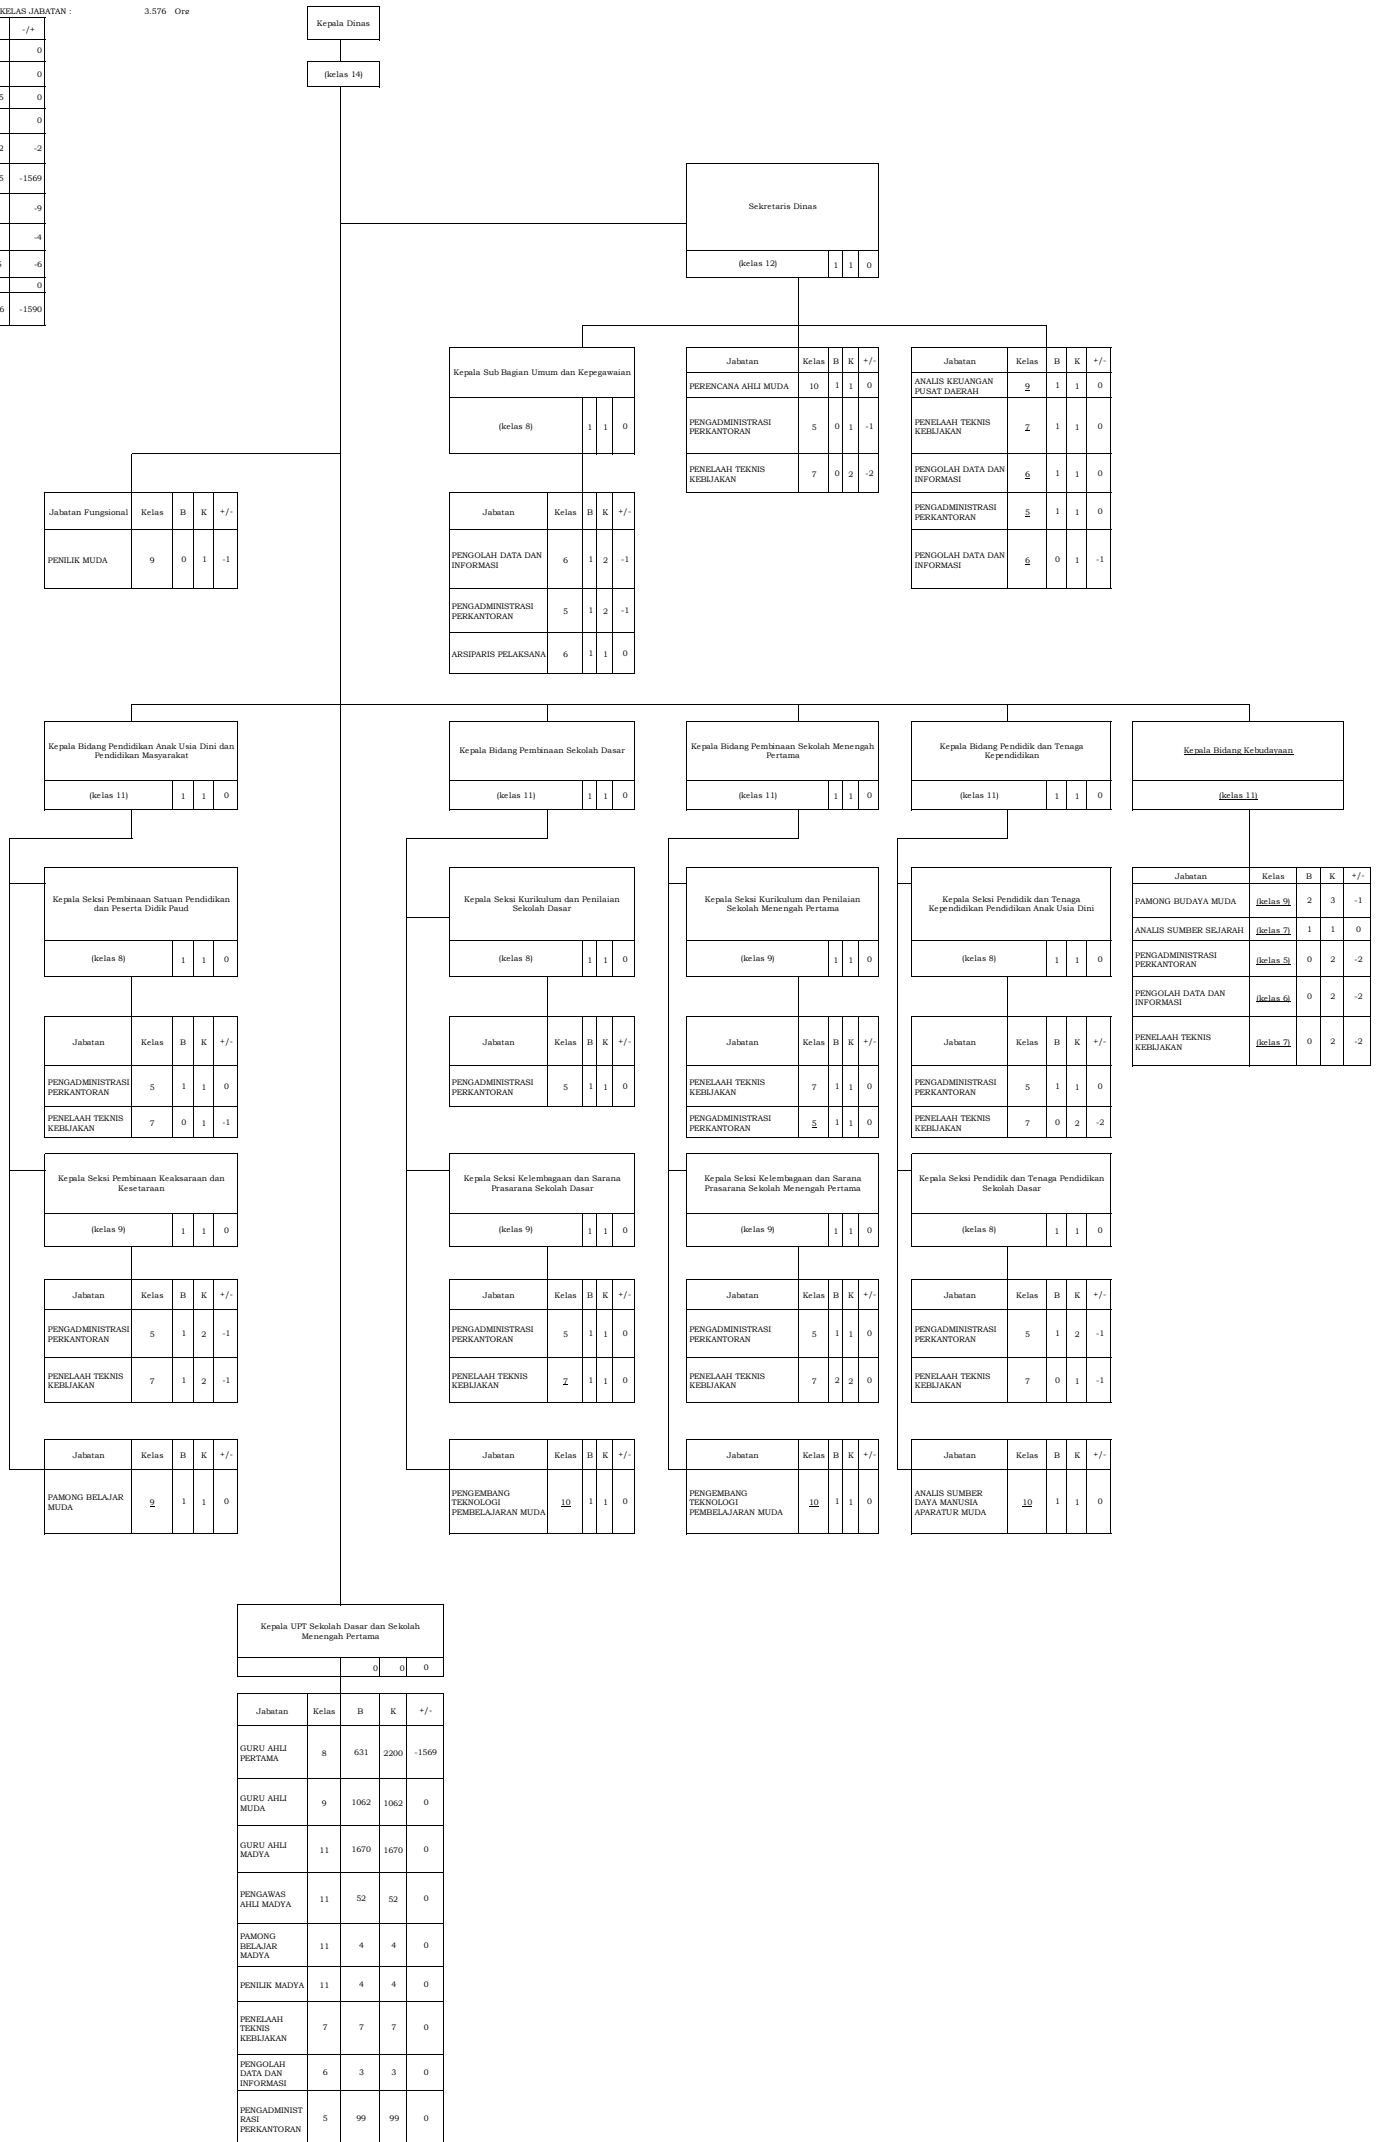 KELAS JABATAN : 3.576 Org
-/+
0
0
5 0
0
2 -2
5 -1569
-9
-4
-6
0
6 -1590
Kepala Dinas
(kelas 14)
Sekretaris Dinas
(kelas 12) 1 1 0
Kepala Sub Bagian Umum dan Kepegawaian
(kelas 8) 1 1 0
Jabatan Kelas B K +/-
PERENCANA AHLI MUDA 10 1 1 0
PENGADMINISTRASI
PERKANTORAN 5 0 1 -1
PENELAAH TEKNIS
KEBIJAKAN 7 0 2 -2
Jabatan Kelas B K +/-
ANALIS KEUANGAN
PUSAT DAERAH 9 1 1 0
PENELAAH TEKNIS
KEBIJAKAN 7 1 1 0
PENGOLAH DATA DAN
INFORMASI 6 1 1 0
PENGADMINISTRASI
PERKANTORAN 5 1 1 0
PENGOLAH DATA DAN
INFORMASI 6 0 1 -1
Jabatan Fungsional Kelas B K +/-
PENILIK MUDA 9 0 1 -1
Jabatan Kelas B K +/-
PENGOLAH DATA DAN
INFORMASI 6 1 2 -1
PENGADMINISTRASI
PERKANTORAN 5 1 2 -1
ARSIPARIS PELAKSANA 6 1 1 0
Kepala Bidang Pendidikan Anak Usia Dini dan
Pendidikan Masyarakat
(kelas 11) 1 1 0
Kepala Bidang Pembinaan Sekolah Dasar
(kelas 11) 1 1 0
Kepala Bidang Pembinaan Sekolah Menengah
Pertama
(kelas 11) 1 1 0
Kepala Bidang Pendidik dan Tenaga
Kependidikan
(kelas 11) 1 1 0
Kepala Bidang Kebudayaan
(kelas 11)
Kepala Seksi Pembinaan Satuan Pendidikan
dan Peserta Didik Paud
(kelas 8) 1 1 0
Kepala Seksi Kurikulum dan Penilaian
Sekolah Dasar
(kelas 8) 1 1 0
Kepala Seksi Kurikulum dan Penilaian
Sekolah Menengah Pertama
(kelas 9) 1 1 0
Kepala Seksi Pendidik dan Tenaga
Kependidikan Pendidikan Anak Usia Dini
(kelas 8) 1 1 0
Jabatan Kelas B K +/-
PAMONG BUDAYA MUDA (kelas 9) 2 3 -1
ANALIS SUMBER SEJARAH (kelas 7) 1 1 0
PENGADMINISTRASI
PERKANTORAN (kelas 5) 0 2 -2
PENGOLAH DATA DAN
INFORMASI (kelas 6) 0 2 -2
PENELAAH TEKNIS
KEBIJAKAN (kelas 7) 0 2 -2
Jabatan Kelas B K +/-
PENGADMINISTRASI
PERKANTORAN 5 1 1 0
PENELAAH TEKNIS
KEBIJAKAN 7 0 1 -1
Jabatan Kelas B K +/-
PENGADMINISTRASI
PERKANTORAN 5 1 1 0
Jabatan Kelas B K +/-
PENELAAH TEKNIS
KEBIJAKAN 7 1 1 0
PENGADMINISTRASI
PERKANTORAN 5 1 1 0
Jabatan Kelas B K +/-
PENGADMINISTRASI
PERKANTORAN 5 1 1 0
PENELAAH TEKNIS
KEBIJAKAN 7 0 2 -2
Kepala Seksi Pembinaan Keaksaraan dan
Kesetaraan
(kelas 9) 1 1 0
Kepala Seksi Kelembagaan dan Sarana
Prasarana Sekolah Dasar
(kelas 9) 1 1 0
Kepala Seksi Kelembagaan dan Sarana
Prasarana Sekolah Menengah Pertama
(kelas 9) 1 1 0
Kepala Seksi Pendidik dan Tenaga Pendidikan
Sekolah Dasar
(kelas 8) 1 1 0
Jabatan Kelas B K +/-
PENGADMINISTRASI
PERKANTORAN 5 1 2 -1
PENELAAH TEKNIS
KEBIJAKAN 7 1 2 -1
Jabatan Kelas B K +/-
PENGADMINISTRASI
PERKANTORAN 5 1 1 0
PENELAAH TEKNIS
KEBIJAKAN 7 1 1 0
Jabatan Kelas B K +/-
PENGADMINISTRASI
PERKANTORAN 5 1 1 0
PENELAAH TEKNIS
KEBIJAKAN 7 2 2 0
Jabatan Kelas B K +/-
PENGADMINISTRASI
PERKANTORAN 5 1 2 -1
PENELAAH TEKNIS
KEBIJAKAN 7 0 1 -1
Jabatan Kelas B K +/-
PAMONG BELAJAR
MUDA 9 1 1 0
Jabatan Kelas B K +/-
PENGEMBANG
TEKNOLOGI
PEMBELAJARAN MUDA 10 1 1 0
Jabatan Kelas B K +/-
PENGEMBANG
TEKNOLOGI
PEMBELAJARAN MUDA 10 1 1 0
Jabatan Kelas B K +/-
ANALIS SUMBER
DAYA MANUSIA
APARATUR MUDA 10 1 1 0
Kepala UPT Sekolah Dasar dan Sekolah
Menengah Pertama
0 0 0
Jabatan Kelas B K +/-
GURU AHLI
PERTAMA 8 631 2200 -1569
GURU AHLI
MUDA 9 1062 1062 0
GURU AHLI
MADYA 11 1670 1670 0
PENGAWAS
AHLI MADYA 11 52 52 0
PAMONG
BELAJAR
MADYA 11 4 4 0
PENILIK MADYA 11 4 4 0
PENELAAH
TEKNIS
KEBIJAKAN 7 7 7 0
PENGOLAH
DATA DAN
INFORMASI 6 3 3 0
PENGADMINIST
RASI
PERKANTORAN 5 99 99 0